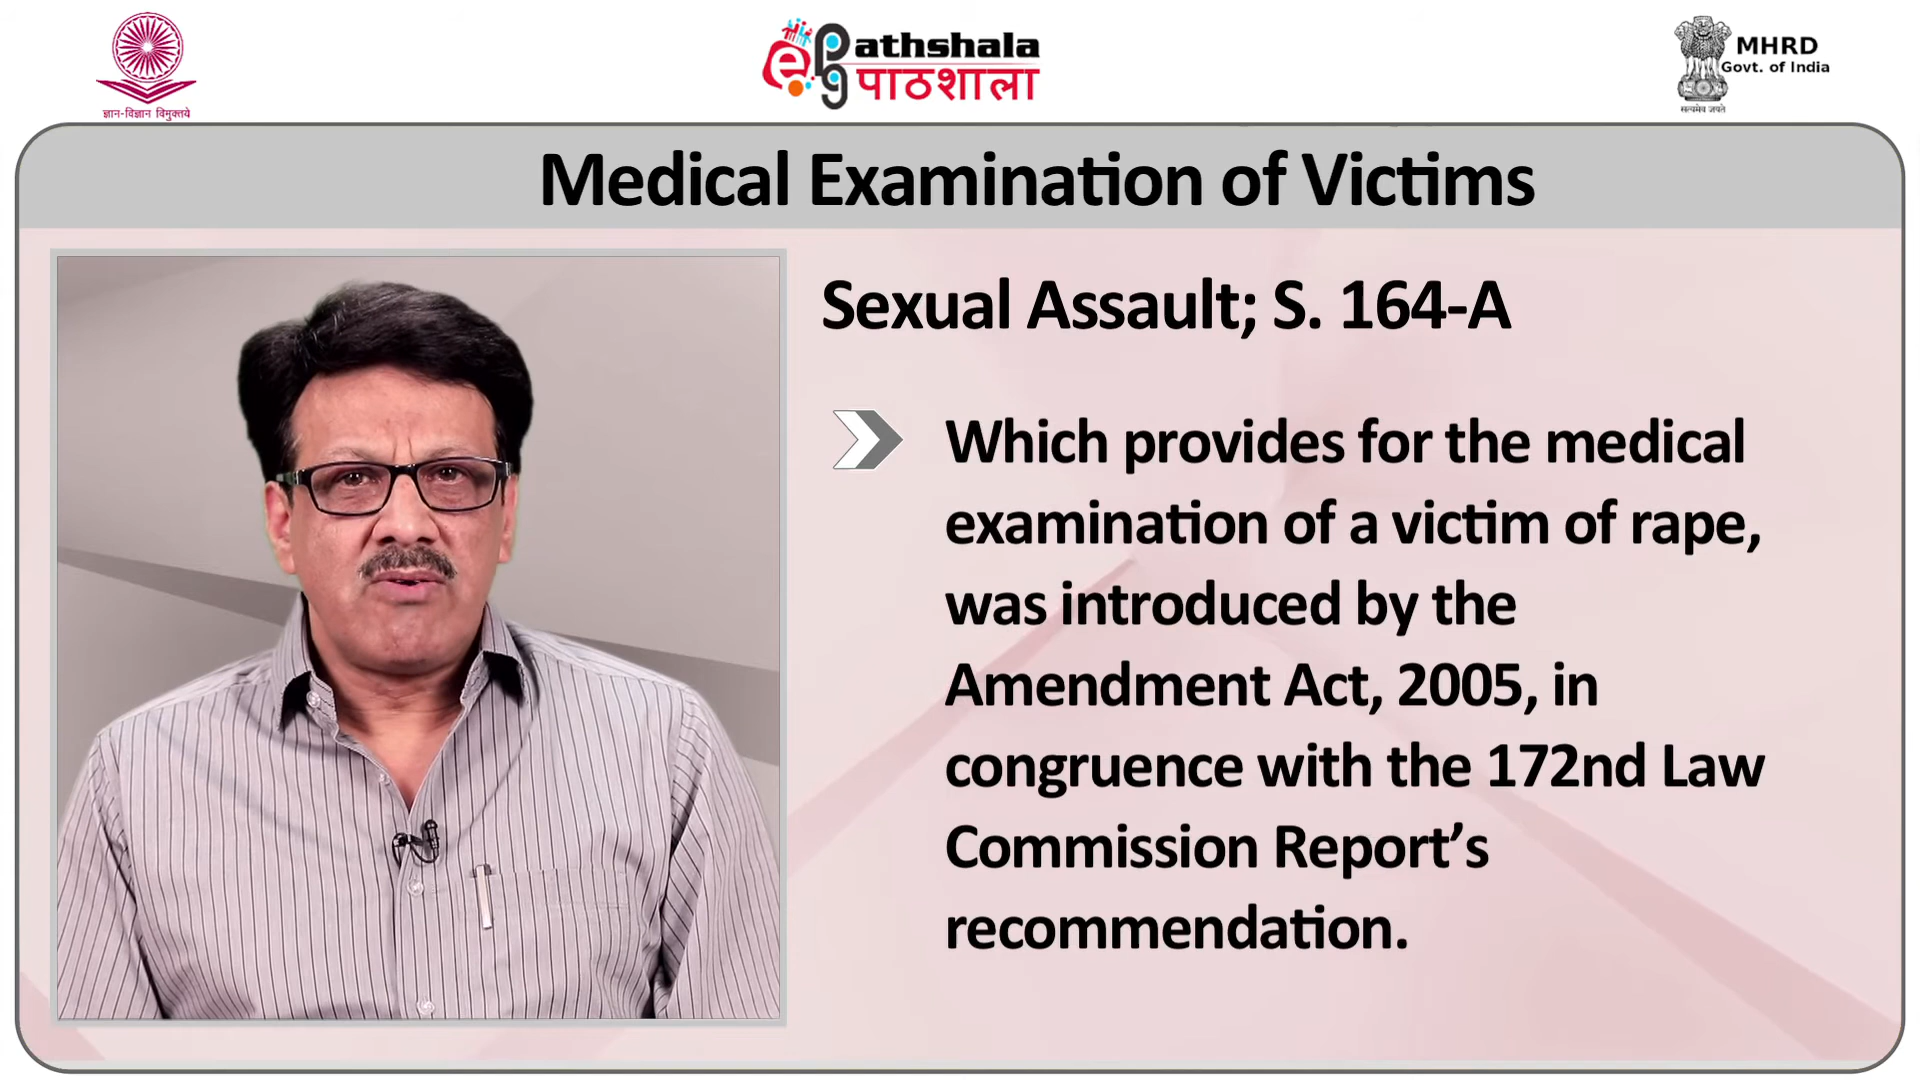 ज्ञान-विज्ञान विमुक्तये
ePG Pathshala
पाठशाला
MHRD
Govt. of India
सत्यमेव जयते
Medical Examination of Victims
Sexual Assault; S. 164-A
Which provides for the medical
examination of a victim of rape,
was introduced by the
Amendment Act, 2005, in
congruence with the 172nd Law
Commission Report’s
recommendation.